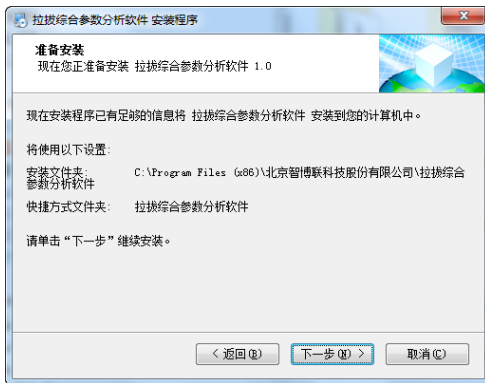 拉拔综合参数分析软件 安装程序
准备安装
现在您正准备安装 拉拔综合参数分析软件 1.0
现在安装程序已有足够的信息将 拉拔综合参数分析软件 安装到您的计算机中。
将使用以下设置:
安装文件夹: C:\Program Files (x86)\北京智博联科技股份有限公司\拉拔综合
参数分析软件
快捷方式文件夹: 拉拔综合参数分析软件
请单击“下一步”继续安装。
< 返回(B) 下一步(N) > 取消(C)